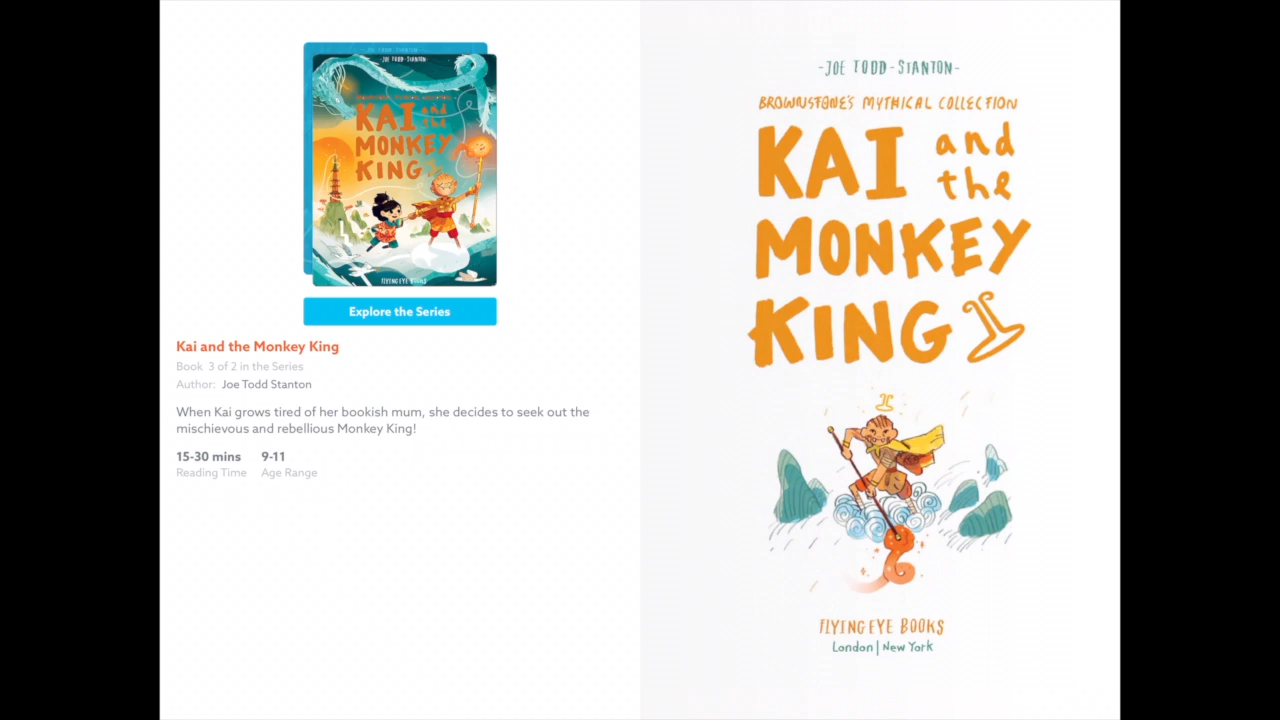 -JOE TODD-STANTON-
KAI and
the
MONKEY
KING
FLYING EYE BOOKS
Explore the Series
Kai and the Monkey King
Book 3 of 2 in the Series
Author: Joe Todd Stanton
When Kai grows tired of her bookish mum, she decides to seek out the
mischievous and rebellious Monkey King!
15-30 mins 9-11
Reading Time Age Range
-JOE TODD-STANTON-
BROWNSTONE'S MYTHICAL COLLECTION
KAI and
the
MONKEY
KING
FLYING EYE BOOKS
London | New York